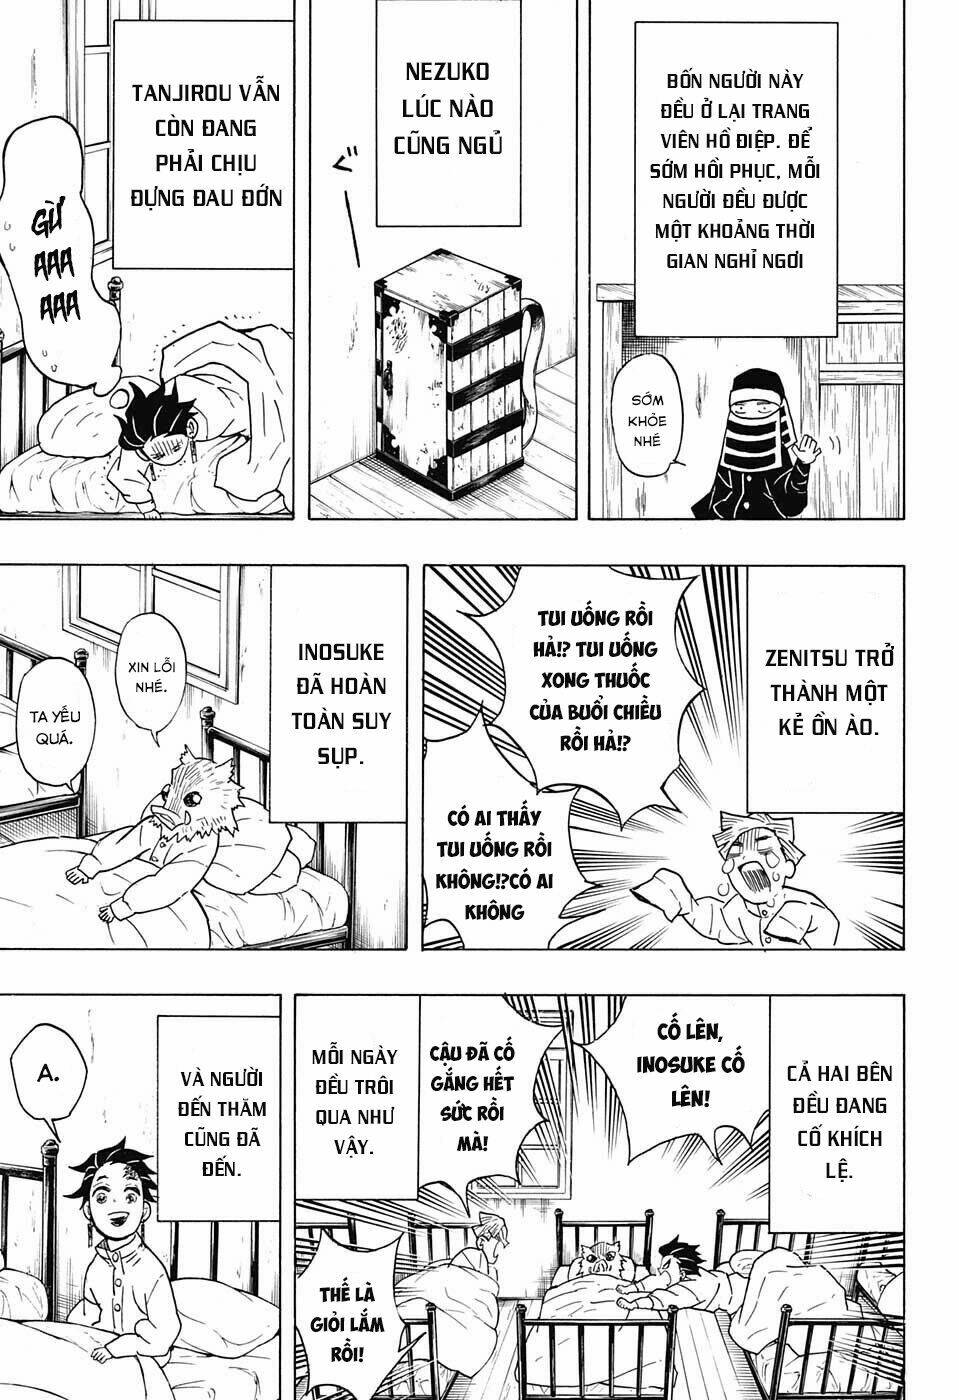 BỐN NGƯỜI NÀY
ĐỀU Ở LẠI TRANG
VIÊN HỒ ĐIỆP. ĐỂ
SỚM HỒI PHỤC, MỖI
NGƯỜI ĐỀU ĐƯỢC
MỘT KHOẢNG THỜI
GIAN NGHỈ NGƠI
SỚM
KHỎE
NHÉ
NEZUKO
LÚC NÀO
CŨNG NGỦ
ぐ
TANJIROU VẪN
CÒN ĐANG
PHẢI CHỊU
ĐỰNG ĐAU ĐỚN
GỪ
AAA
AAA
ZENITSU TRỞ
THÀNH MỘT
KẺ ỒN ÀO.
TUI UỐNG RỒI
HẢ!? TUI UỐNG
XONG THUỐC
CỦA BUỔI CHIỀU
RỒI HẢ!?
CÓ AI THẤY
TUI UỐNG RỒI
KHÔNG!?CÓ AI
KHÔNG
INOSUKE
ĐÃ HOÀN
TOÀN SUY
SỤP.
XIN LỖI
NHÉ.
TA YẾU
QUÁ.
CẢ HAI BÊN
ĐỀU ĐANG
CỐ KHÍCH
LỆ.
CỐ LÊN,
INOSUKE CỐ
LÊN!
CẬU ĐÃ CỐ
GẮNG HẾT
SỨC RỒI
MÀ!
MỖI NGÀY
ĐỀU TRÔI
QUA NHƯ
VẬY.
THẾ LÀ
GIỎI LẮM
RỒI!
VÀ NGƯỜI
ĐẾN THĂM
CŨNG ĐÃ
ĐẾN.
A.